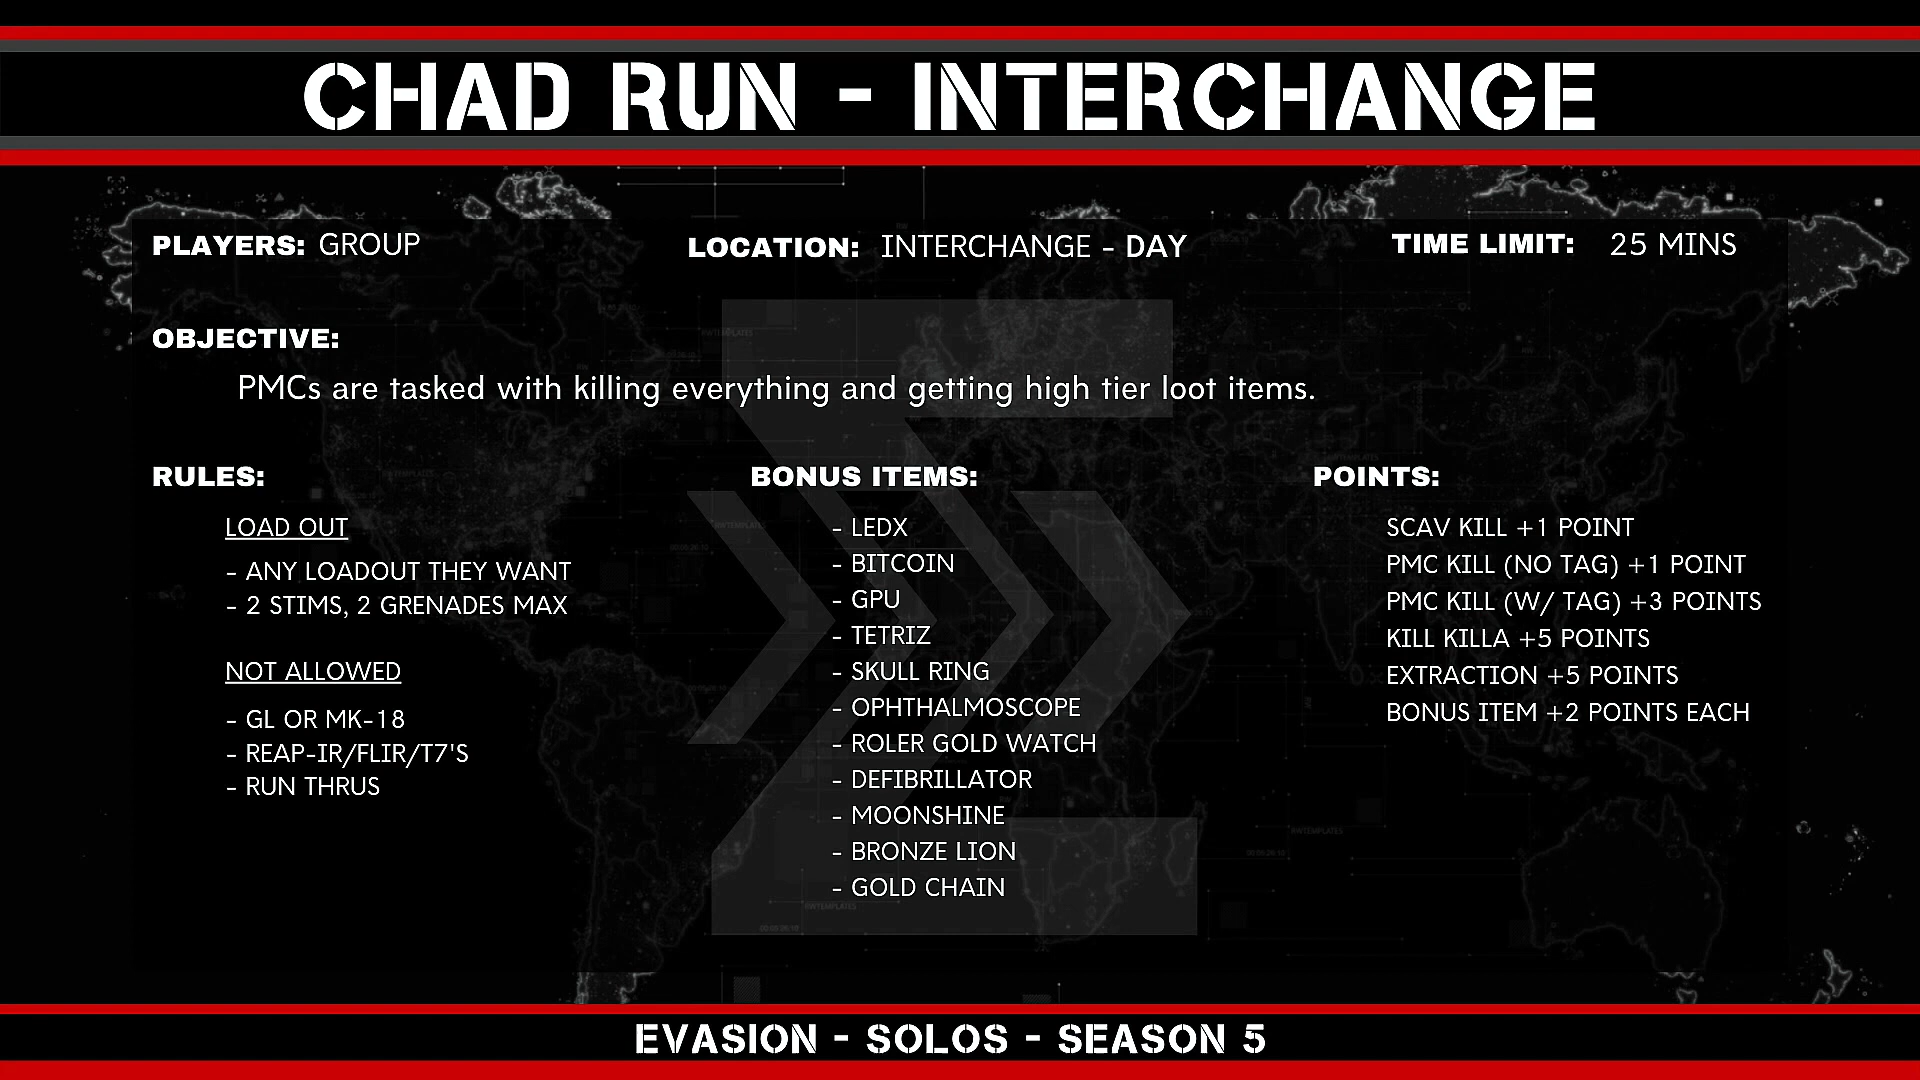 CHAD RUN - INTERCHANGE
PLAYERS: GROUP
LOCATION: INTERCHANGE - DAY
TIME LIMIT: 25 MINS
OBJECTIVE:
PMCs are tasked with killing everything and getting high tier loot items.
RULES:
LOAD OUT
- ANY LOADOUT THEY WANT
- 2 STIMS, 2 GRENADES MAX
NOT ALLOWED
- GL OR MK-18
- REAP-IR/FLIR/T7'S
- RUN THRUS
BONUS ITEMS:
- LEDX
- BITCOIN
- GPU
- TETRIZ
- SKULL RING
- OPHTHALMOSCOPE
- ROLER GOLD WATCH
- DEFIBRILLATOR
- MOONSHINE
- BRONZE LION
- GOLD CHAIN
POINTS:
SCAV KILL +1 POINT
PMC KILL (NO TAG) +1 POINT
PMC KILL (W/ TAG) +3 POINTS
KILL KILLA +5 POINTS
EXTRACTION +5 POINTS
BONUS ITEM +2 POINTS EACH
EVASION - SOLOS - SEASON 5